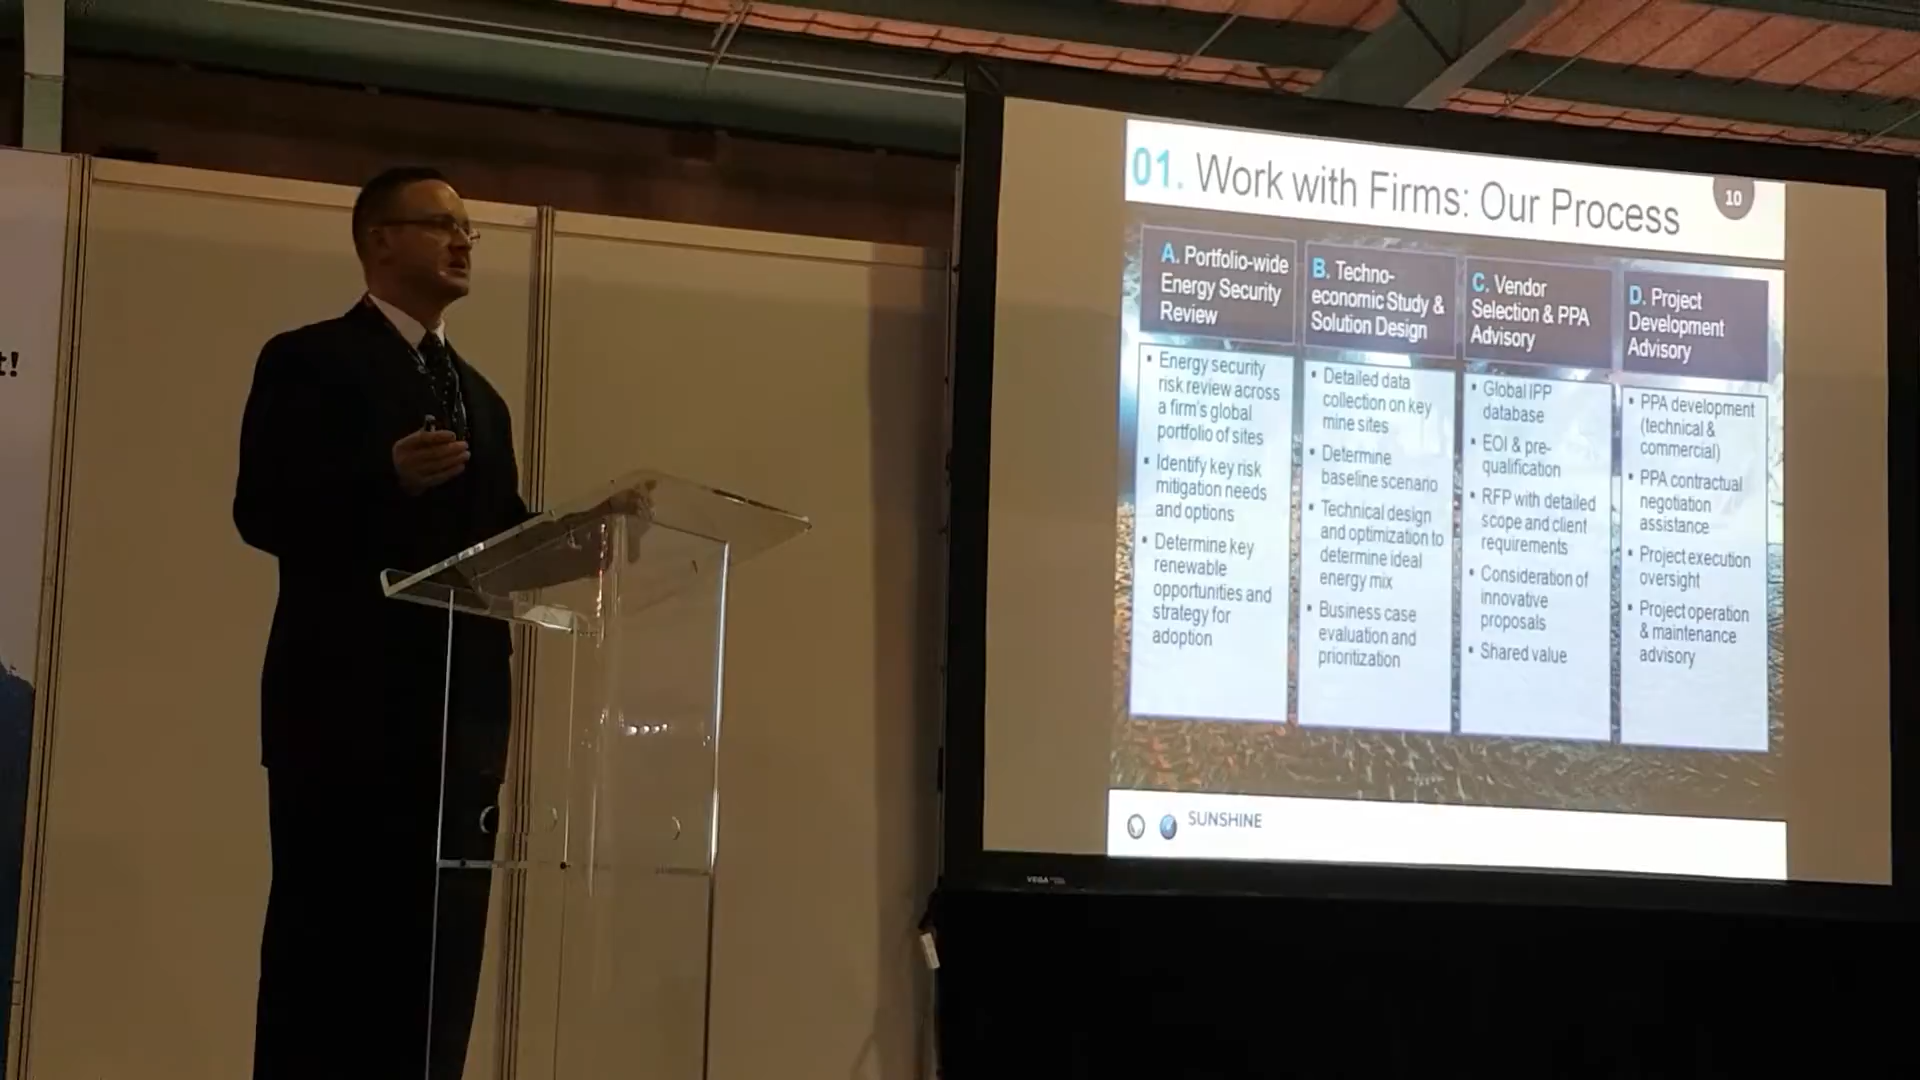 t!
01. Work with Firms: Our Process
10
A. Portfolio-wide
Energy Security
Review
• Energy security
risk review across
a firm's global
portfolio of sites
• Identify key risk
mitigation needs
and options
• Determine key
renewable
opportunities and
strategy for
adoption
B. Techno-
economic Study &
Solution Design
• Detailed data
collection on key
mine sites
• Determine
baseline scenario
• Technical design
and optimization to
determine ideal
energy mix
• Business case
evaluation and
prioritization
C. Vendor
Selection & PPA
Advisory
• Global IPP
database
• EOI & pre-
qualification
• RFP with detailed
scope and client
requirements
• Consideration of
innovative
proposals
• Shared value
D. Project
Development
Advisory
• PPA development
(technical &
commercial)
• PPA contractual
negotiation
assistance
• Project execution
oversight
• Project operation
& maintenance
advisory
SUNSHINE
VEGA